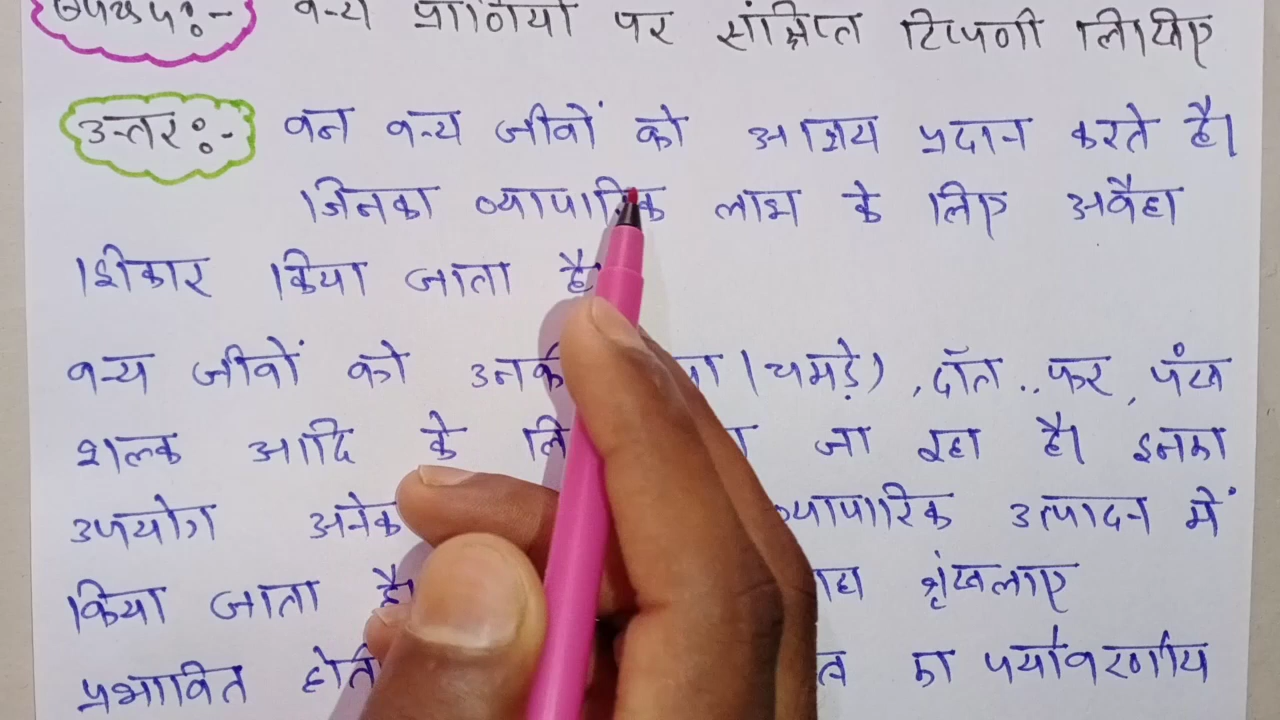 वन्य प्राणियों पर संक्षिप्त टिप्पणी लिखिए
उत्तर:- वन वन्य जीवों को आश्रय प्रदान करते है।
जिनका व्यापारिक लाभ के लिए अवैहा
शिकार किया जाता है
वन्य जीवों को (चमड़े), दाँत .. फर, पंख
शल्क आदि के जा रहा है। इनका
उपयोग अनेक व्यापारिक उत्पादन में
किया जाता है। शृंखलाए
प्रभावित का पर्यावरणीय